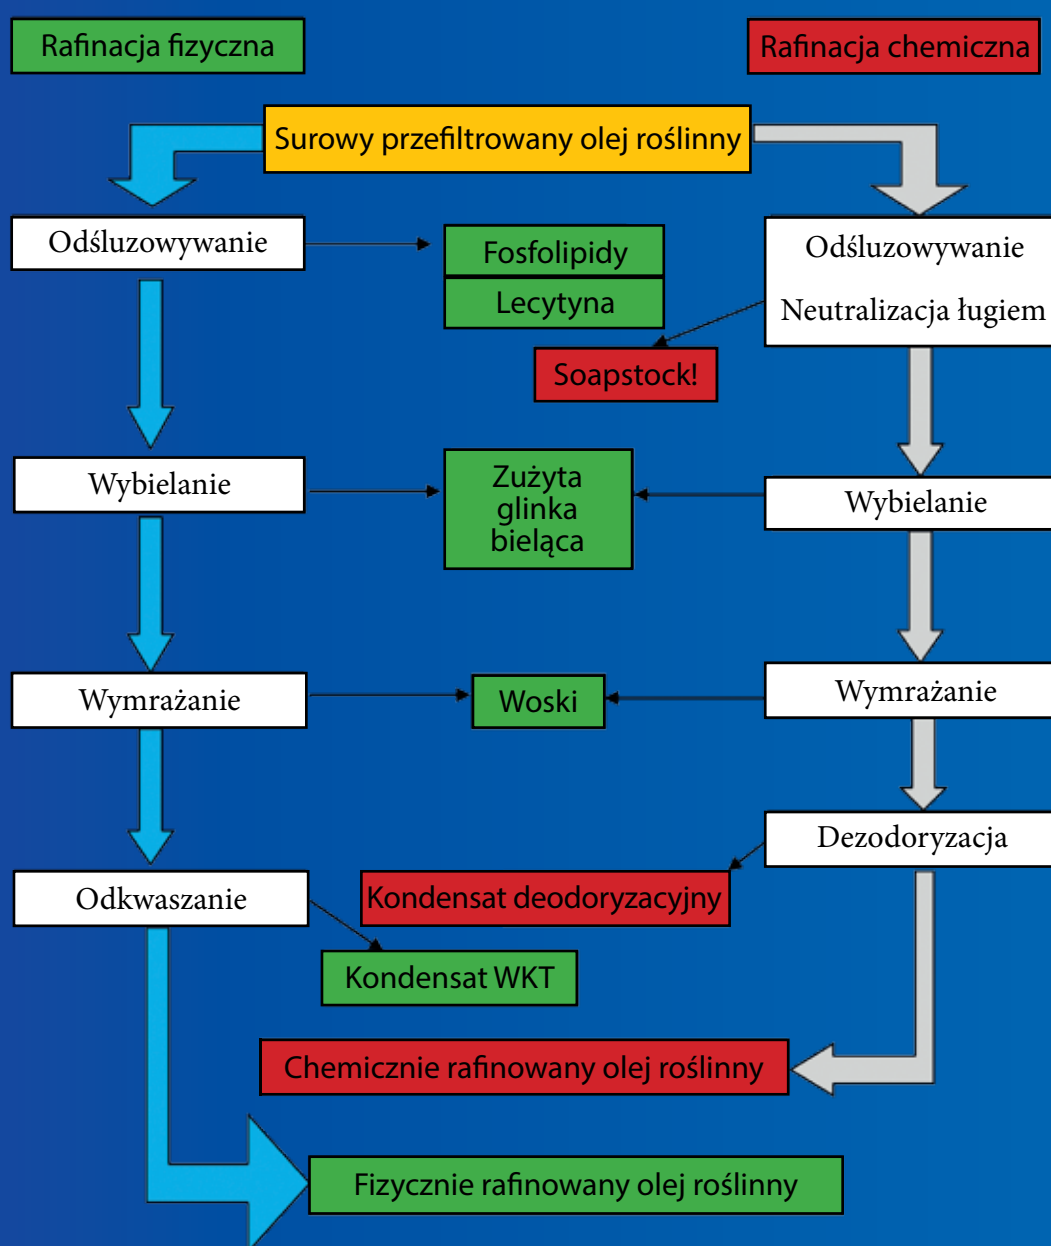 Rafinacja fizyczna
Rafinacja chemiczna
Surowy przefiltrowany olej roślinny
Odśluzowywanie
Fosfolipidy
Lecytyna
Odśluzowywanie
Neutralizacja ługiem
Soapstock!
Wybielanie
Zużyta
glinka
bieląca
Wybielanie
Wymrażanie
Woski
Wymrażanie
Dezodoryzacja
Odkwaszanie
Kondensat deodoryzacyjny
Kondensat WKT
Chemicznie rafinowany olej roślinny
Fizycznie rafinowany olej roślinny